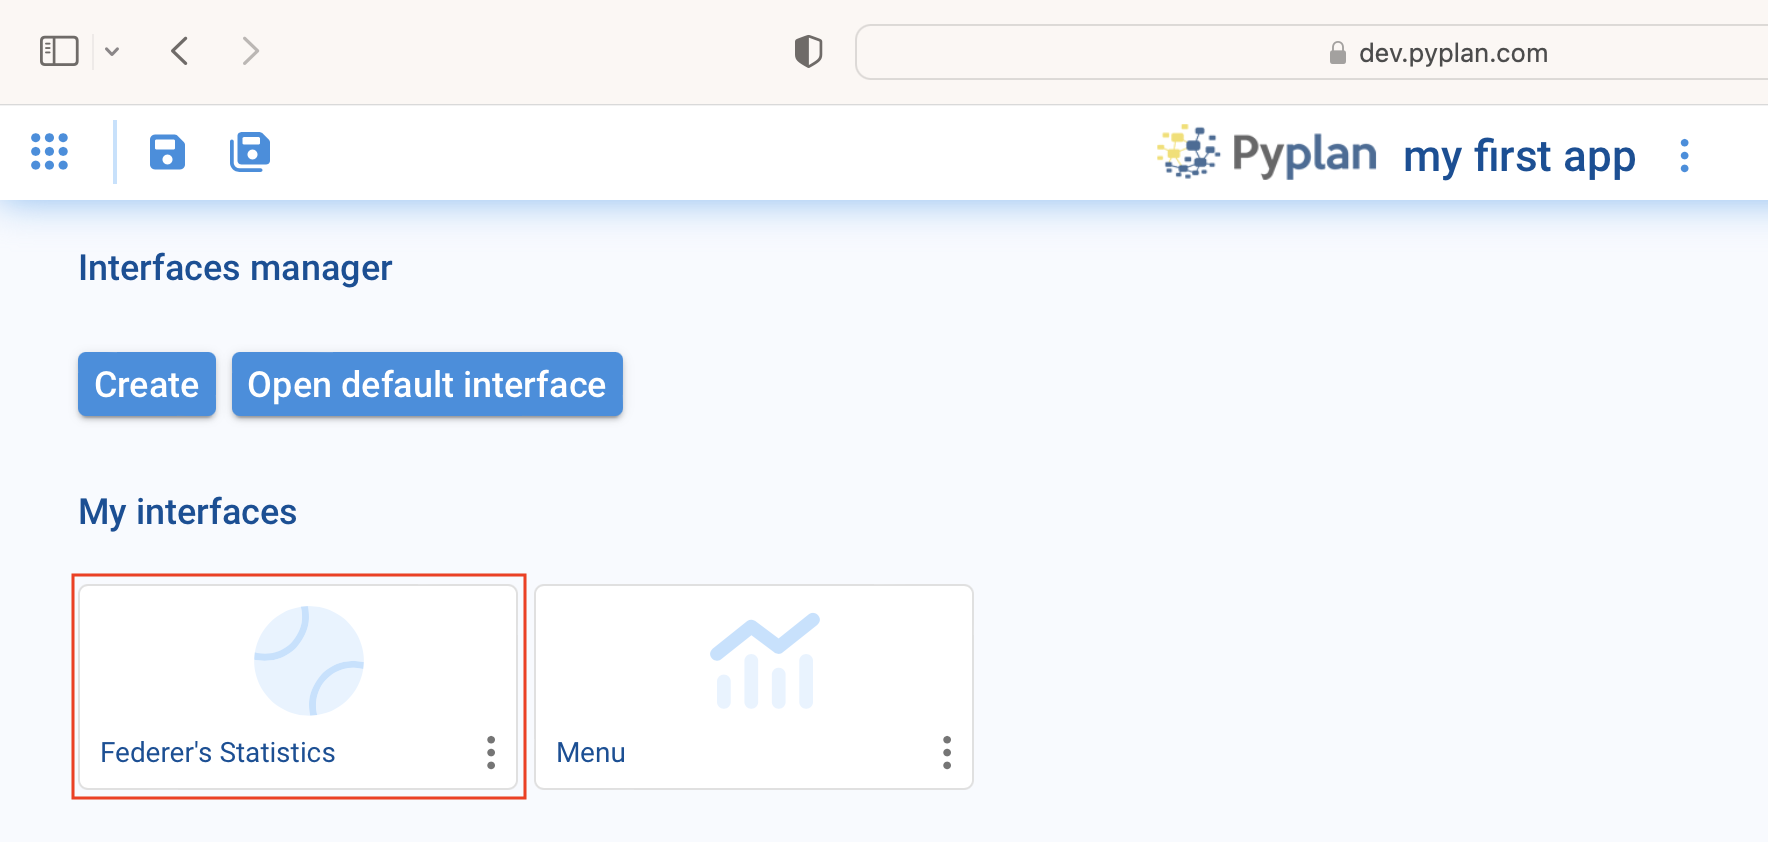 dev.pyplan.com
Pyplan my first app
Interfaces manager
Create Open default interface
My interfaces
Federer's Statistics Menu